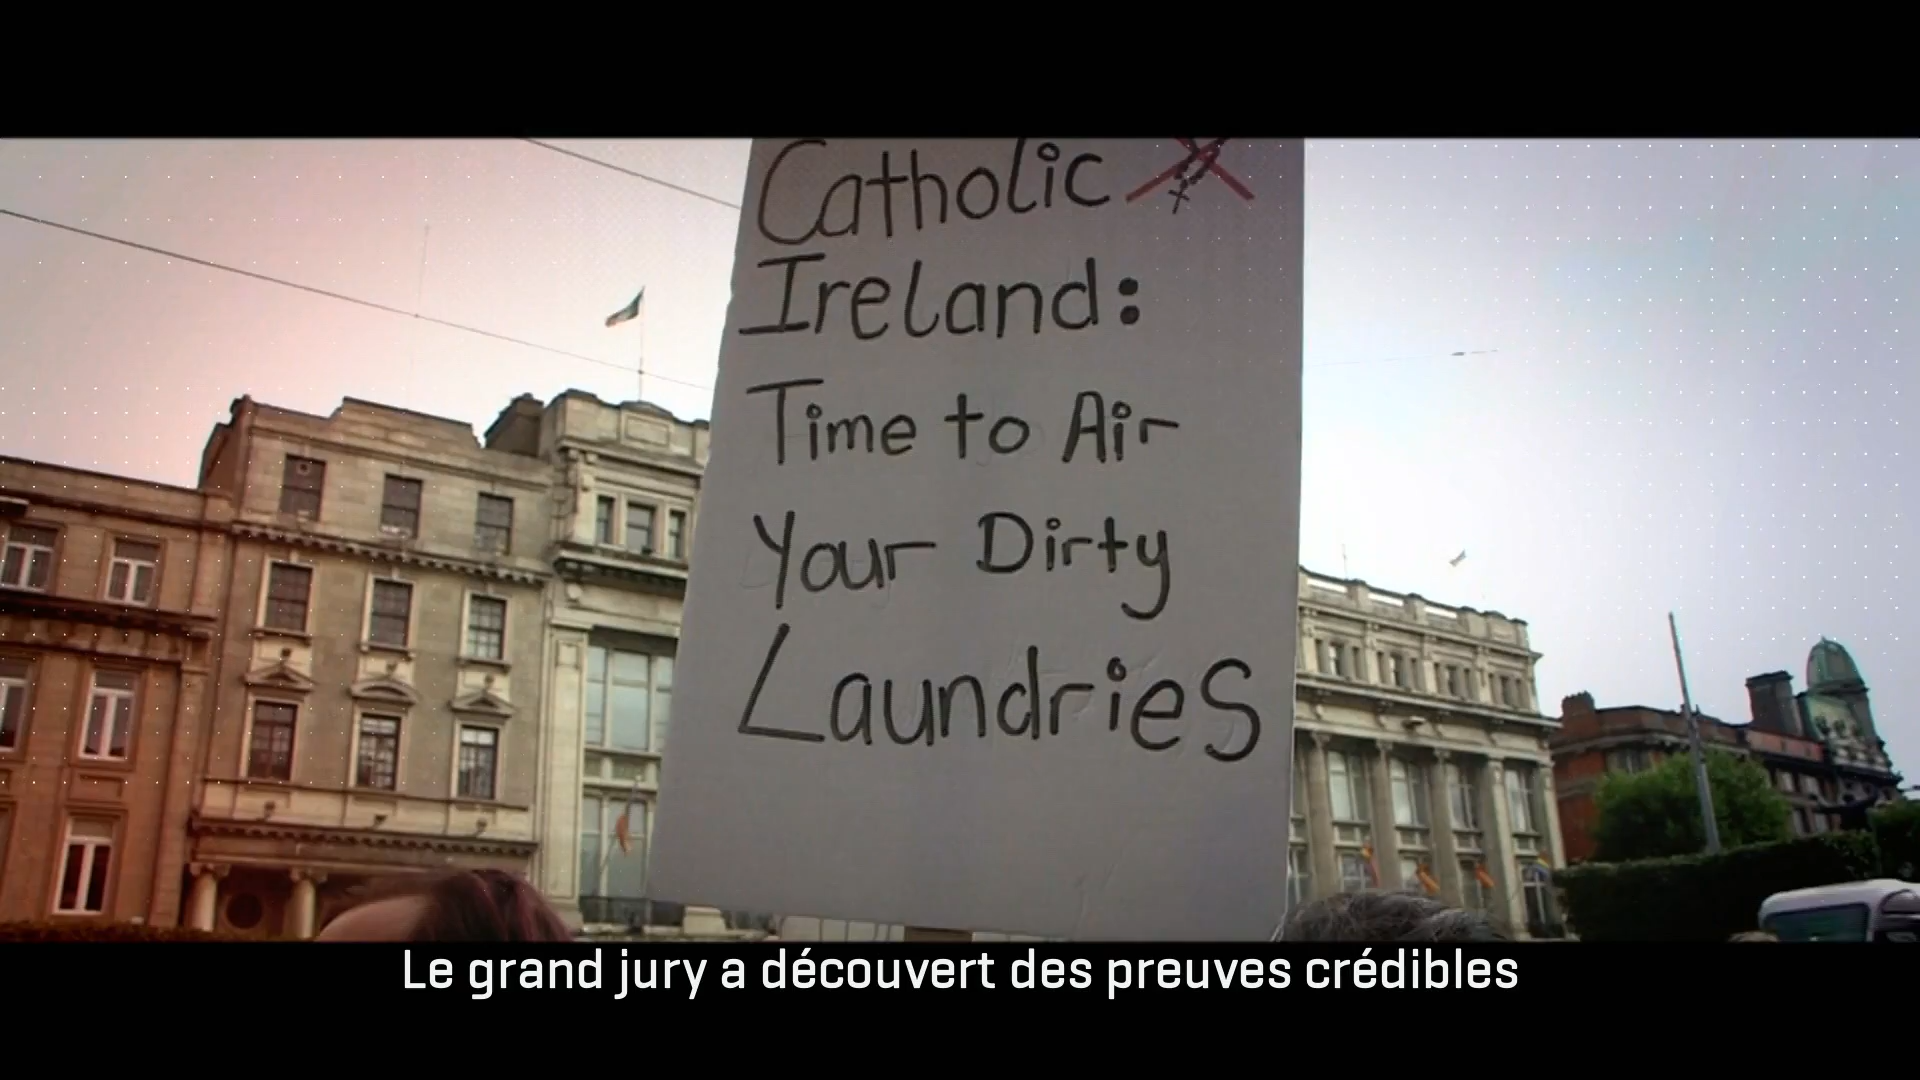 Catholic
Ireland:
Time to Air
Your Dirty
Laundries
Le grand jury a découvert des preuves crédibles